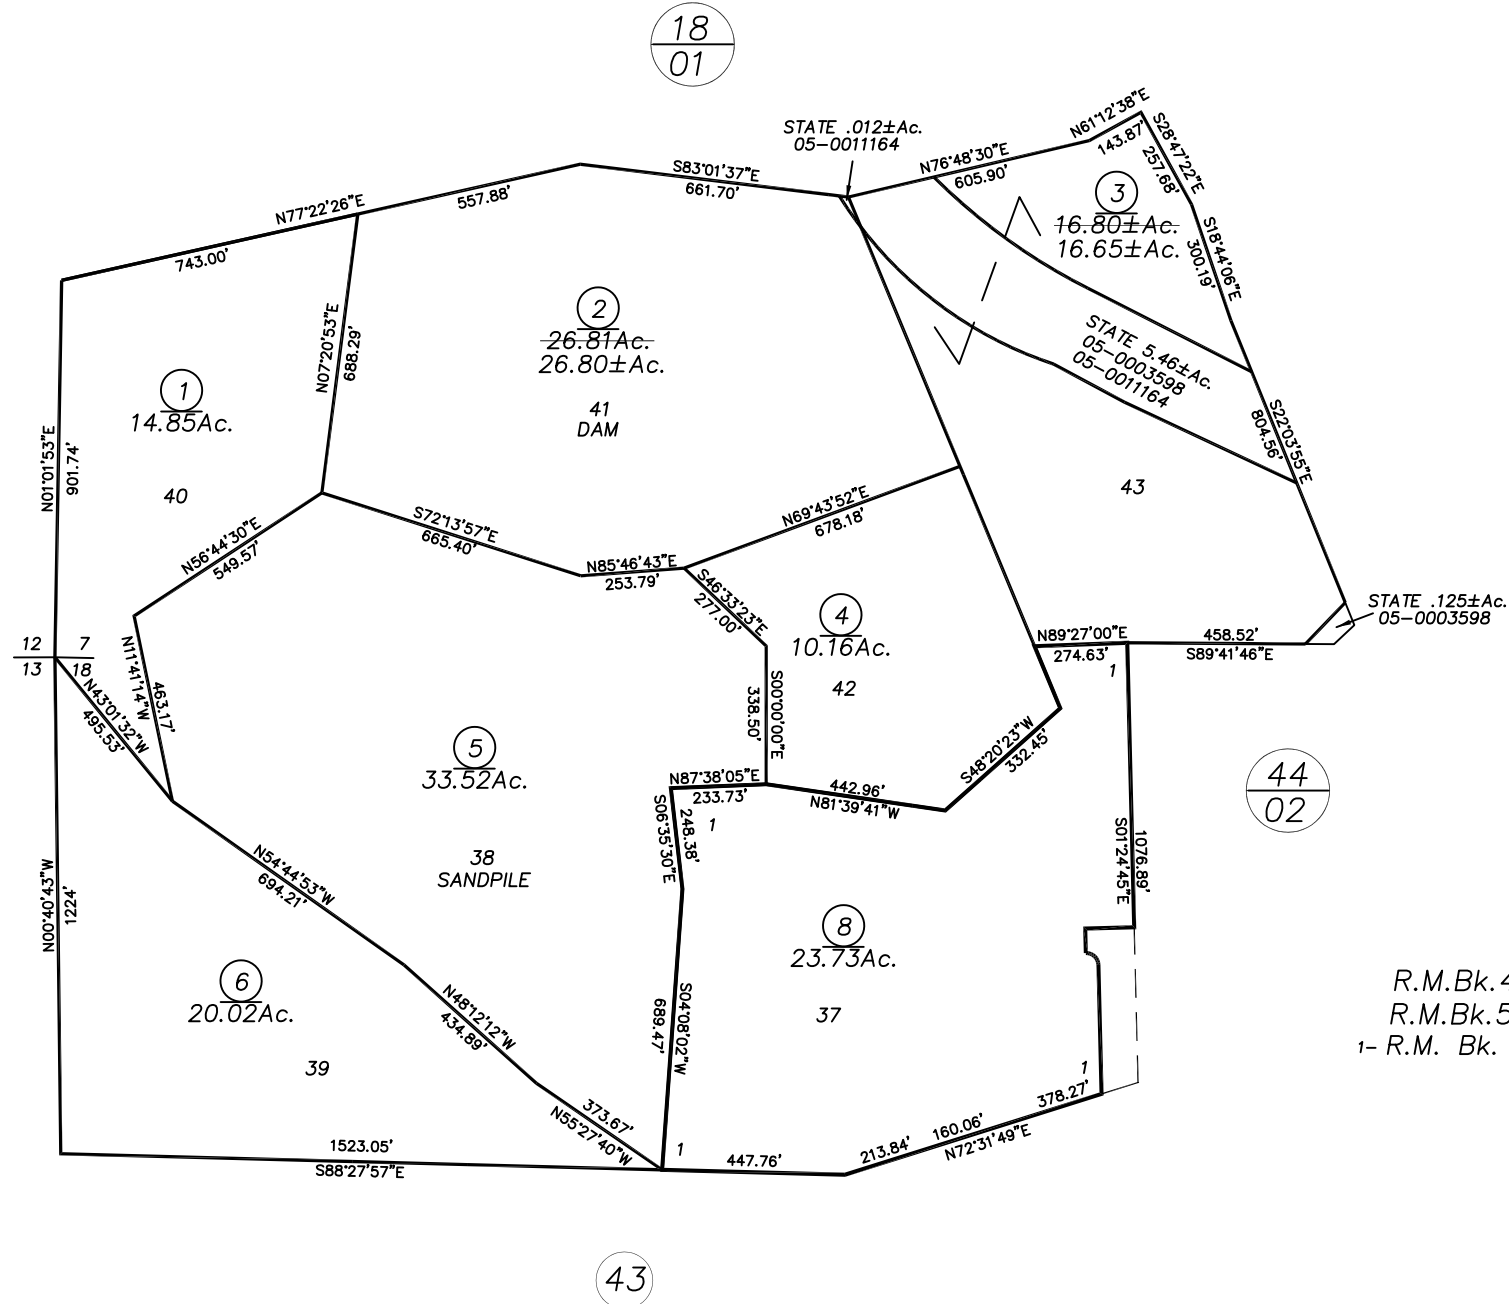 18
01
STATE .012±Ac.
05-0011164
N61°12'38"E
143.87'
S28°47'22"E
257.68'
N76°48'30"E
605.90'
S83°01'37"E
661.70'
N77°22'26"E
557.88'
743.00'
3
16.80±Ac.
16.65±Ac.
S18°44'06"E
300.19'
2
26.81Ac.
26.80±Ac.
41
DAM
N07°20'53"E
688.29'
STATE 5.46±Ac.
05-0003598
05-0011164
1
14.85Ac.
40
N01°01'53"E
901.74'
S22°03'55"E
804.56'
43
N69°43'52"E
678.18'
S72°13'57"E
665.40'
N56°44'30"E
549.57'
N85°46'43"E
253.79'
S46°33'23"E
277.00'
4
10.16Ac.
42
STATE .125±Ac.
05-0003598
N89°27'00"E
274.63'
1
458.52'
S89°41'46"E
12
7
13
18
N11°41'14"W
463.17'
N43°01'32"W
495.53'
S00°00'00"E
338.50'
S48°20'23"W
332.45'
5
33.52Ac.
N87°38'05"E
233.73'
442.96'
N81°39'41"W
44
02
S06°35'30"E
248.38'
1
1076.89'
S01°24'45"E
38
SANDPILE
N54°44'53"W
694.21'
N00°40'43"W
1224'
8
23.73Ac.
37
6
20.02Ac.
39
N48°12'12"W
434.89'
S04°08'02"W
689.47'
R.M.Bk.4
R.M.Bk.5
1- R.M. Bk.
1
378.27'
373.67'
N55°27'40"W
1
160.06'
N72°31'49"E
213.84'
447.76'
1523.05'
S88°27'57"E
43